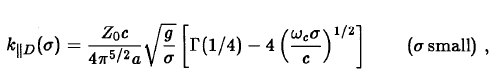 k_{∥D}(σ) = \frac{Z_0 c}{4π^{5/2} a} \sqrt{\frac{g}{σ}} \left[ Γ(1/4) − 4 \left( \frac{ω_c σ}{c} \right)^{1/2} \right] (σ small) ,